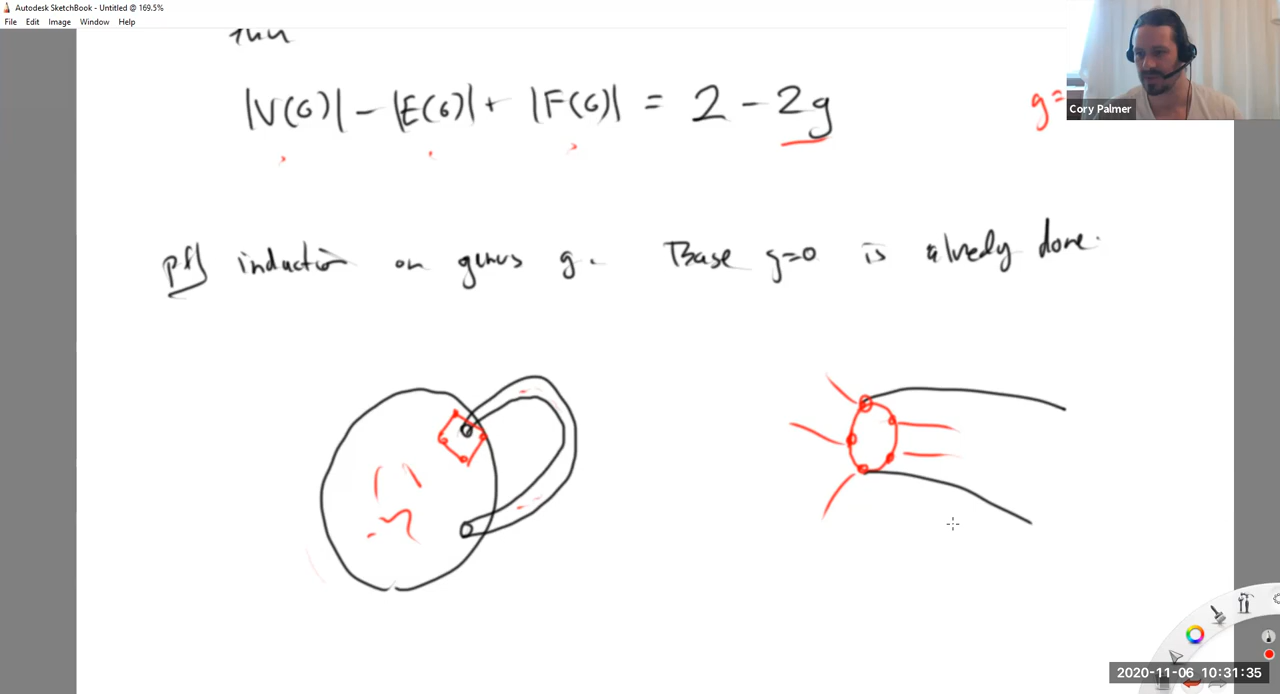 Autodesk SketchBook - Untitled @ 169.5%
File Edit Image Window Help
|V(G)| - |E(G)| + |F(G)| = 2 - 2g
g=
Cory Palmer
pf) induction on genus g. Base g=0 is already done.
2020-11-06 10:31:35